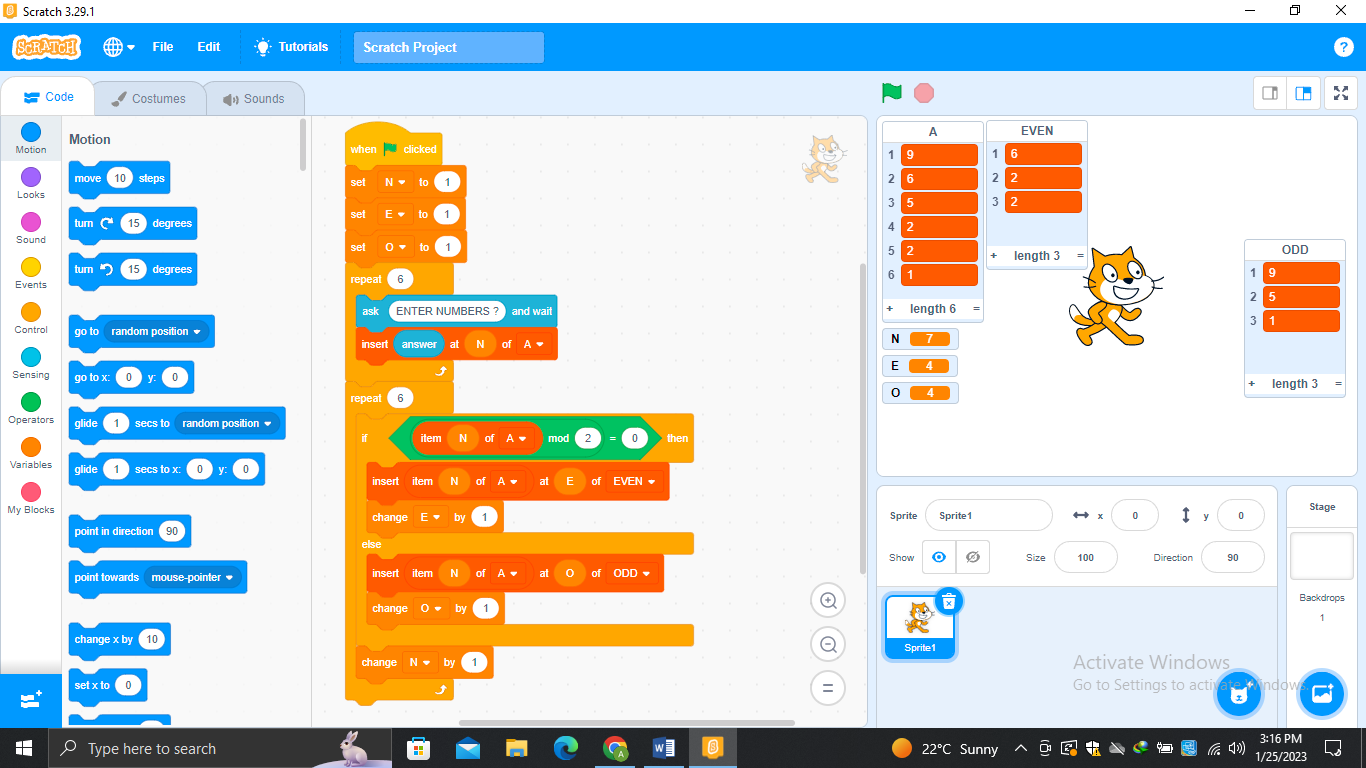 Scratch 3.29.1
SCRATCH
File
Edit
Tutorials
Scratch Project
?
Code
Costumes
Sounds
Motion
Looks
Sound
Events
Control
Sensing
Operators
Variables
My Blocks
Motion
move 10 steps
turn 15 degrees
turn 15 degrees
go to random position
go to x: 0 y: 0
glide 1 secs to random position
glide 1 secs to x: 0 y: 0
point in direction 90
point towards mouse-pointer
change x by 10
set x to 0
when clicked
set N to 1
set E to 1
set O to 1
repeat 6
ask ENTER NUMBERS ? and wait
insert answer at N of A
repeat 6
if item N of A mod 2 = 0 then
insert item N of A at E of EVEN
change E by 1
else
insert item N of A at O of ODD
change O by 1
change N by 1
A
1 9
2 6
3 5
4 2
5 2
6 1
+ length 6 =
EVEN
1 6
2 2
3 2
+ length 3 =
ODD
1 9
2 5
3 1
+ length 3 =
N 7
E 4
O 4
Sprite Sprite1 x 0 y 0
Show Size 100 Direction 90
Sprite1
Stage
Backdrops
1
Activate Windows
Go to Settings to activate Windows.
Type here to search
22°C Sunny
3:16 PM
1/25/2023